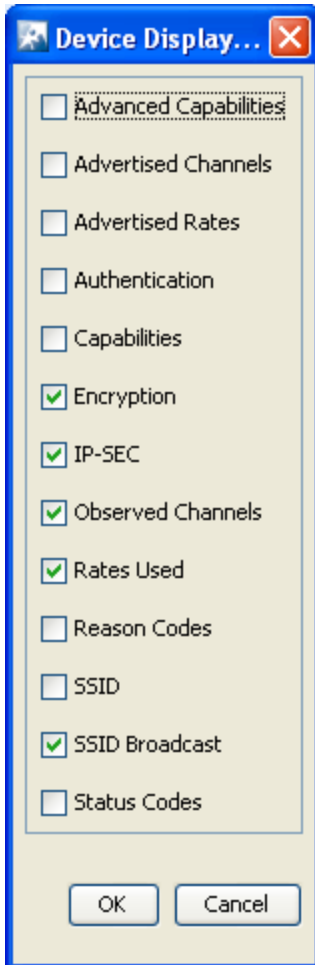 Device Display...
Advanced Capabilities
Advertised Channels
Advertised Rates
Authentication
Capabilities
Encryption
IP-SEC
Observed Channels
Rates Used
Reason Codes
SSID
SSID Broadcast
Status Codes
OK Cancel